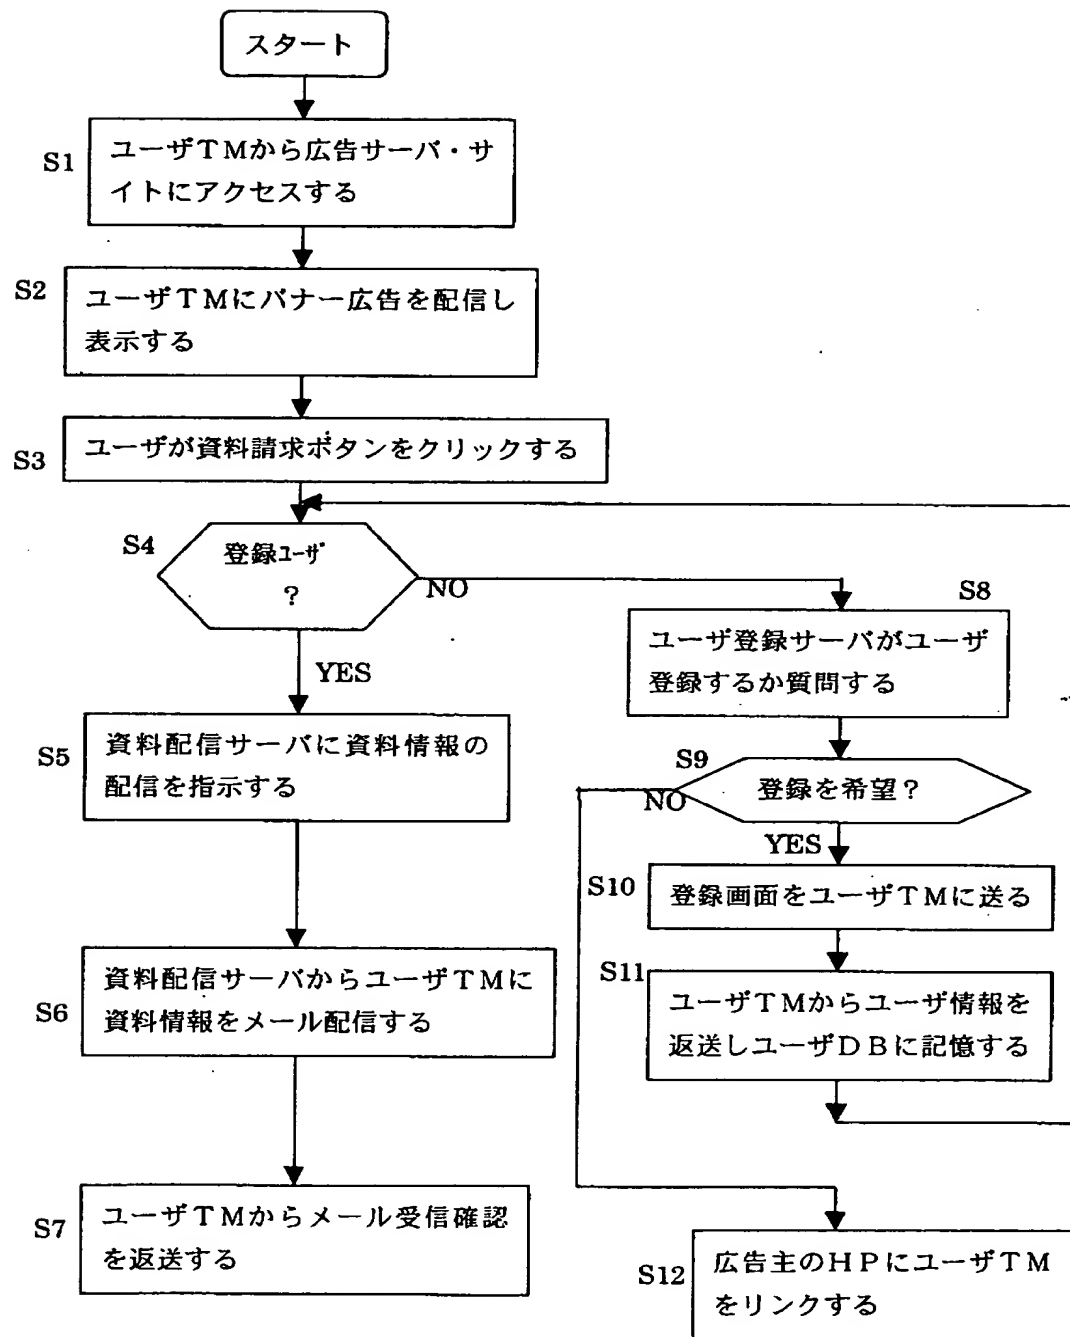 スタート
S1
ユーザTMから広告サーバ・サ
イトにアクセスする
S2
ユーザTMにバナー広告を配信し
表示する
S3
ユーザが資料請求ボタンをクリックする
S4
登録ユーザ
?
NO
YES
S5
資料配信サーバに資料情報の
配信を指示する
S6
資料配信サーバからユーザTMに
資料情報をメール配信する
S7
ユーザTMからメール受信確認
を返送する
S8
ユーザ登録サーバがユーザ
登録するか質問する
S9
登録を希望?
NO
YES
S10
登録画面をユーザTMに送る
S11
ユーザTMからユーザ情報を
返送しユーザDBに記憶する
S12
広告主のHPにユーザTM
をリンクする